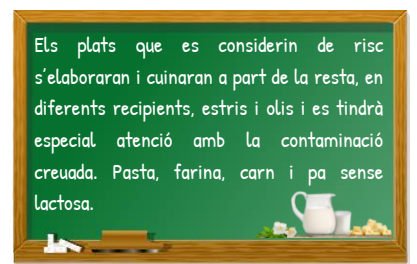 Els plats que es considerin de risc
s'elaboraran i cuinaran a part de la resta, en
diferents recipients, estris i olis i es tindrà
especial atenció amb la contaminació
creuada. Pasta, farina, carn i pa sense
lactosa.